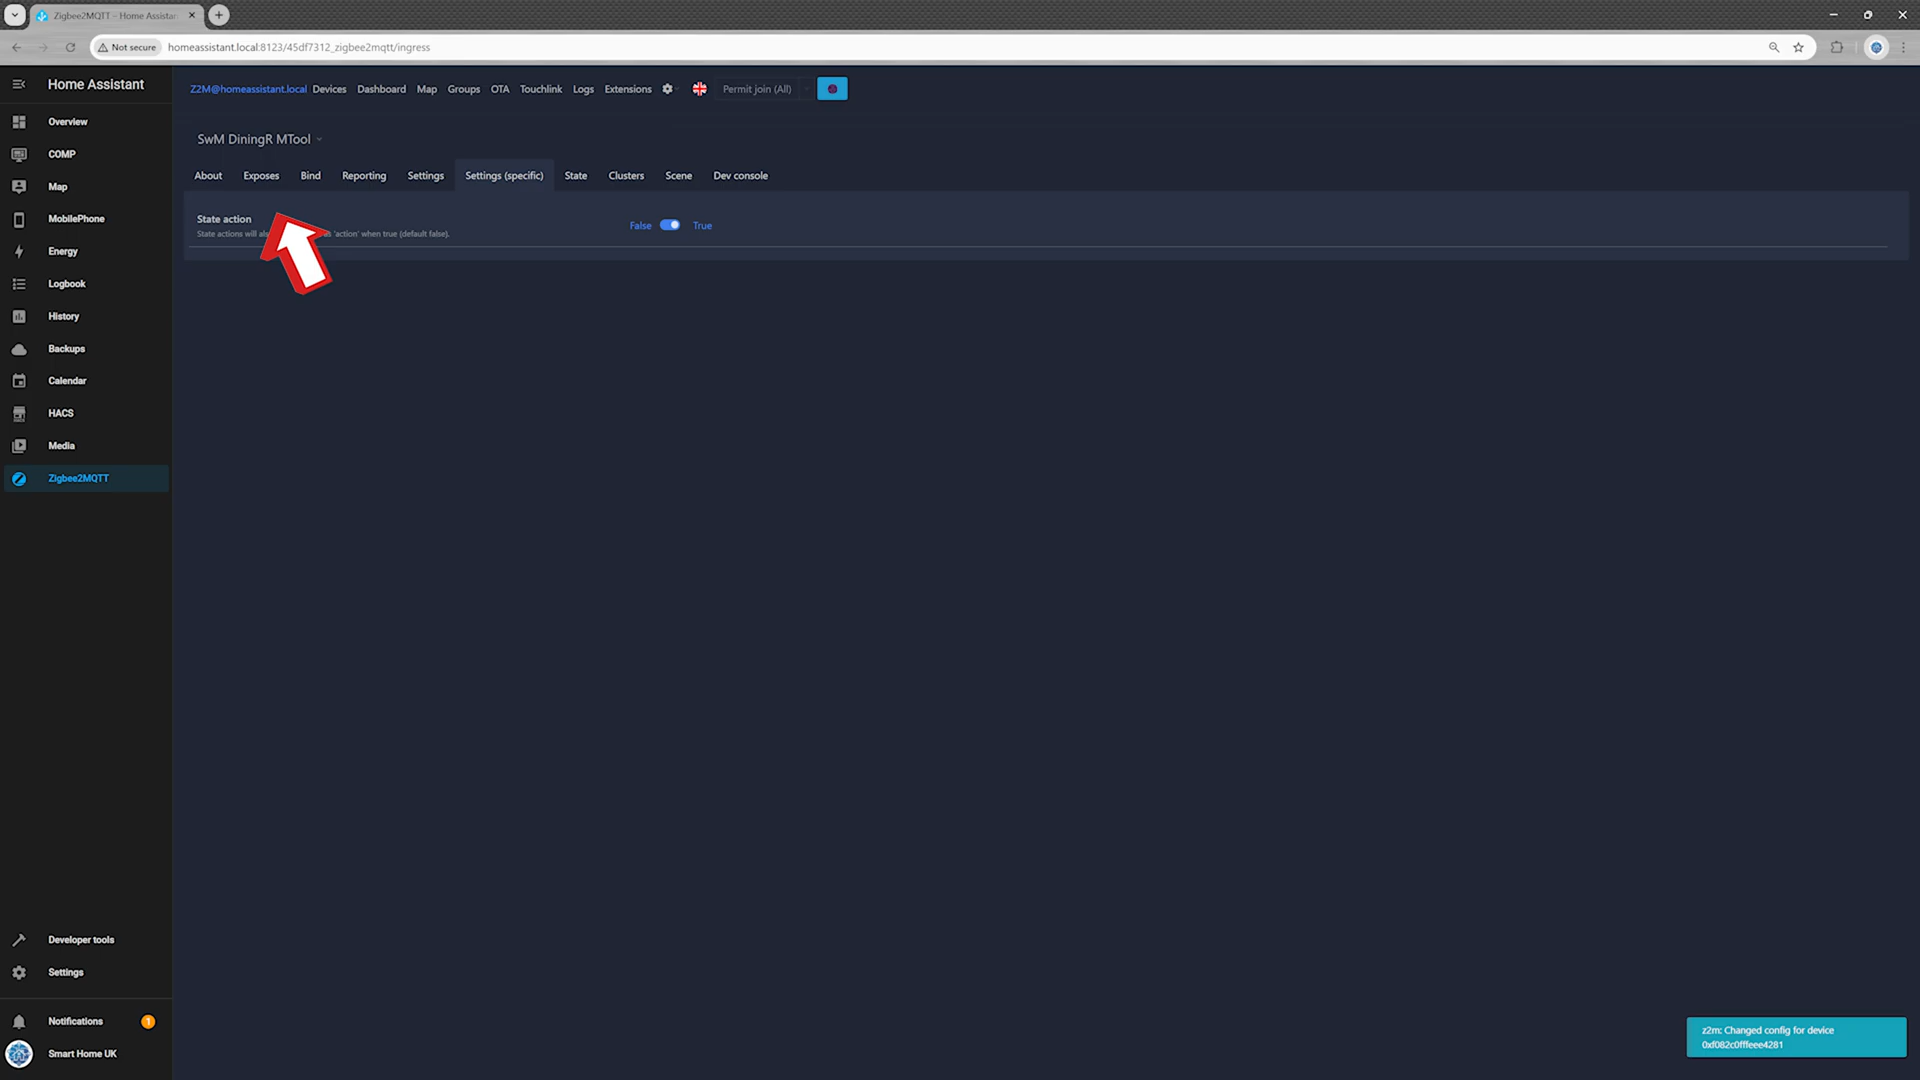 Zigbee2MQTT – Home Assistan
Not secure
homeassistant.local:8123/45df7312_zigbee2mqtt/ingress
Home Assistant
Z2M@homeassistant.local Devices Dashboard Map Groups OTA Touchlink Logs Extensions Permit join (All)
Overview
COMP
Map
MobilePhone
Energy
Logbook
History
Backups
Calendar
HACS
Media
Zigbee2MQTT
Developer tools
Settings
Notifications 1
Smart Home UK
SwM DiningR MTool
About Exposes Bind Reporting Settings Settings (specific) State Clusters Scene Dev console
State action
State actions will 'action' when true (default false).
False True
z2m: Changed config for device
0xf082c0fffeee4281